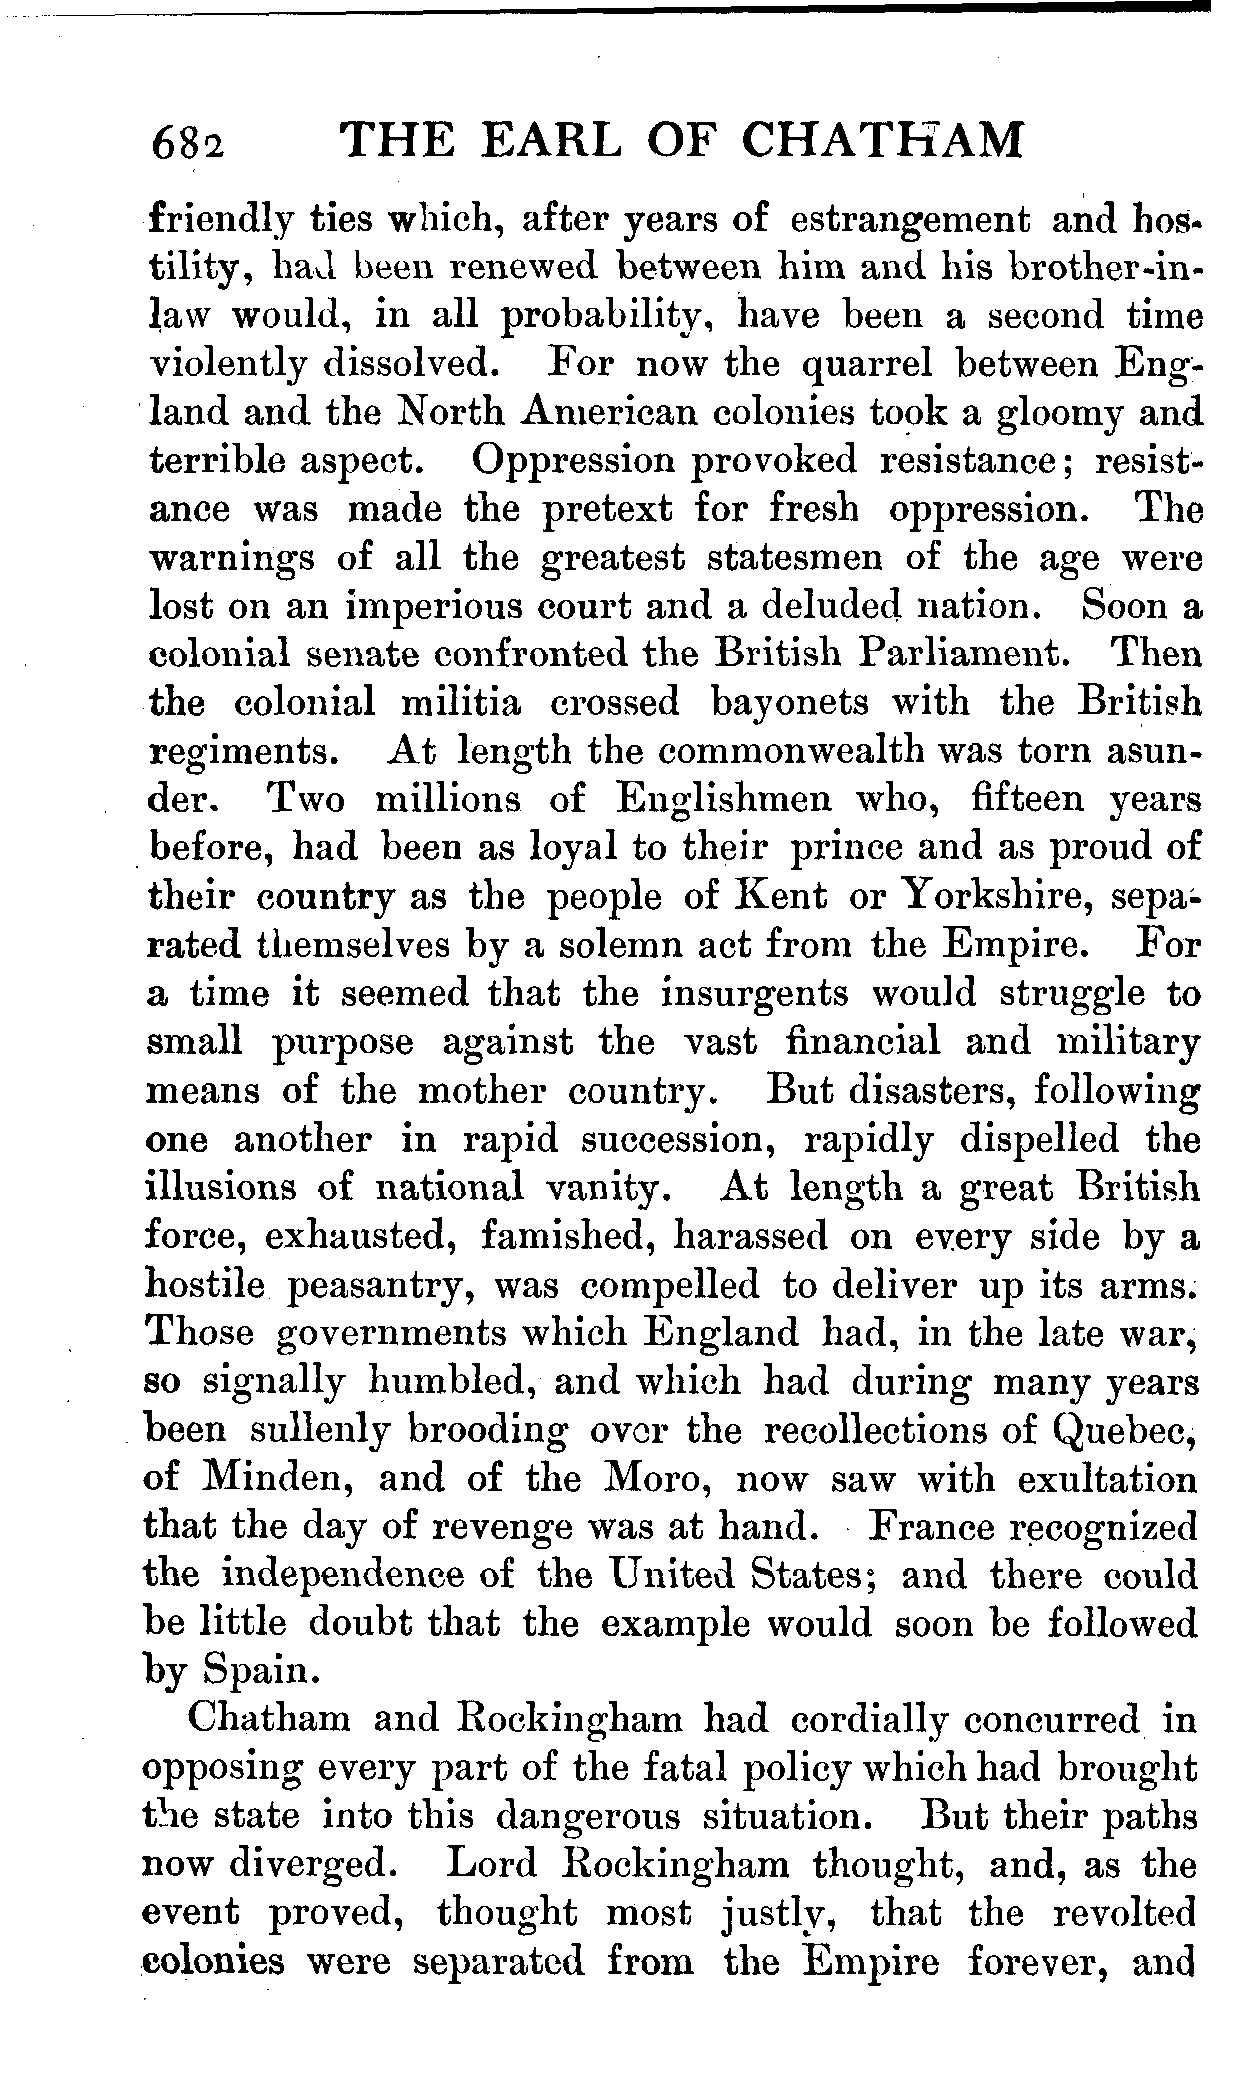 682 THE EARL OF CHATHAM
friendly ties which, after years of estrangement and hos-
tility, had been renewed between him and his brother-in-
law would, in all probability, have been a second time
violently dissolved. For now the quarrel between Eng-
land and the North American colonies took a gloomy and
terrible aspect. Oppression provoked resistance; resist-
ance was made the pretext for fresh oppression. The
warnings of all the greatest statesmen of the age were
lost on an imperious court and a deluded nation. Soon a
colonial senate confronted the British Parliament. Then
the colonial militia crossed bayonets with the British
regiments. At length the commonwealth was torn asun-
der. Two millions of Englishmen who, fifteen years
before, had been as loyal to their prince and as proud of
their country as the people of Kent or Yorkshire, sepa-
rated themselves by a solemn act from the Empire. For
a time it seemed that the insurgents would struggle to
small purpose against the vast financial and military
means of the mother country. But disasters, following
one another in rapid succession, rapidly dispelled the
illusions of national vanity. At length a great British
force, exhausted, famished, harassed on every side by a
hostile peasantry, was compelled to deliver up its arms.
Those governments which England had, in the late war,
so signally humbled, and which had during many years
been sullenly brooding over the recollections of Quebec,
of Minden, and of the Moro, now saw with exultation
that the day of revenge was at hand. France recognized
the independence of the United States; and there could
be little doubt that the example would soon be followed
by Spain.
Chatham and Rockingham had cordially concurred in
opposing every part of the fatal policy which had brought
the state into this dangerous situation. But their paths
now diverged. Lord Rockingham thought, and, as the
event proved, thought most justly, that the revolted
colonies were separated from the Empire forever, and